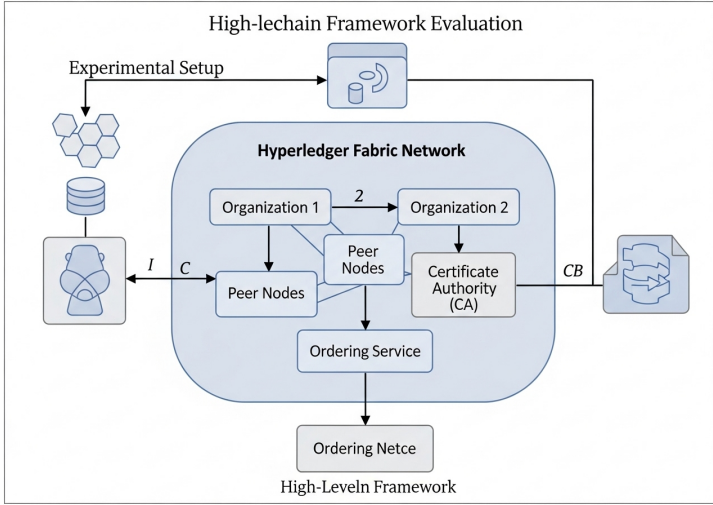 High-lechain Framework Evaluation
Experimental Setup
Hyperledger Fabric Network
Organization 1
2
Organization 2
Peer
Nodes
I
C
Peer Nodes
Certificate
Authority
(CA)
CB
Ordering Service
Ordering Netce
High-Leveln Framework